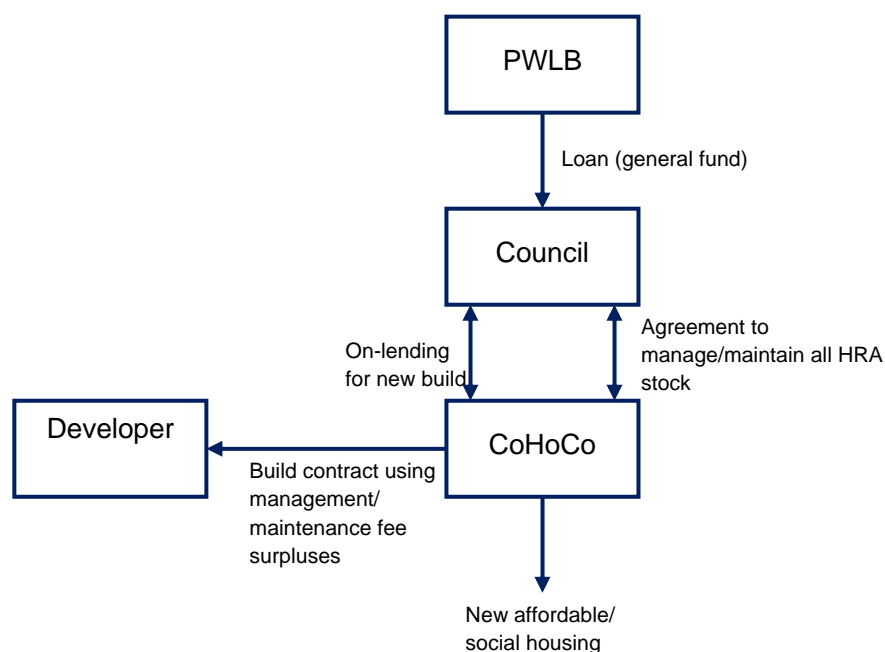 PWLB
Loan (general fund)
Council
On-lending
for new build
Agreement to
manage/maintain all HRA
stock
Developer
CoHoCo
Build contract using
management/
maintenance fee
surpluses
New affordable/
social housing